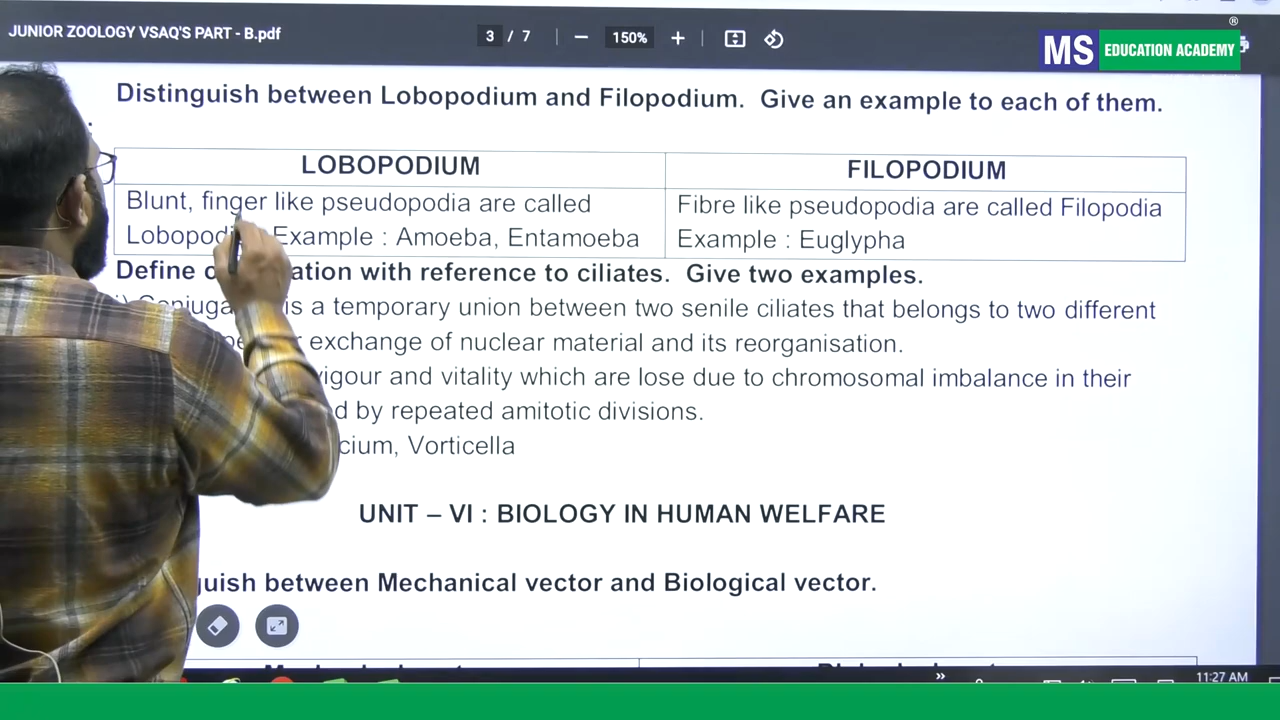 JUNIOR ZOOLOGY VSAQ'S PART - B.pdf
3 / 7
150%
®
MS EDUCATION ACADEMY
Distinguish between Lobopodium and Filopodium. Give an example to each of them.
LOBOPODIUM
FILOPODIUM
Blunt, finger like pseudopodia are called
Example : Amoeba, Entamoeba
Fibre like pseudopodia are called Filopodia
Example : Euglypha
Define with reference to ciliates. Give two examples.
is a temporary union between two senile ciliates that belongs to two different
exchange of nuclear material and its reorganisation.
vigour and vitality which are lose due to chromosomal imbalance in their
by repeated amitotic divisions.
Vorticella
UNIT – VI : BIOLOGY IN HUMAN WELFARE
between Mechanical vector and Biological vector.
11:27 AM